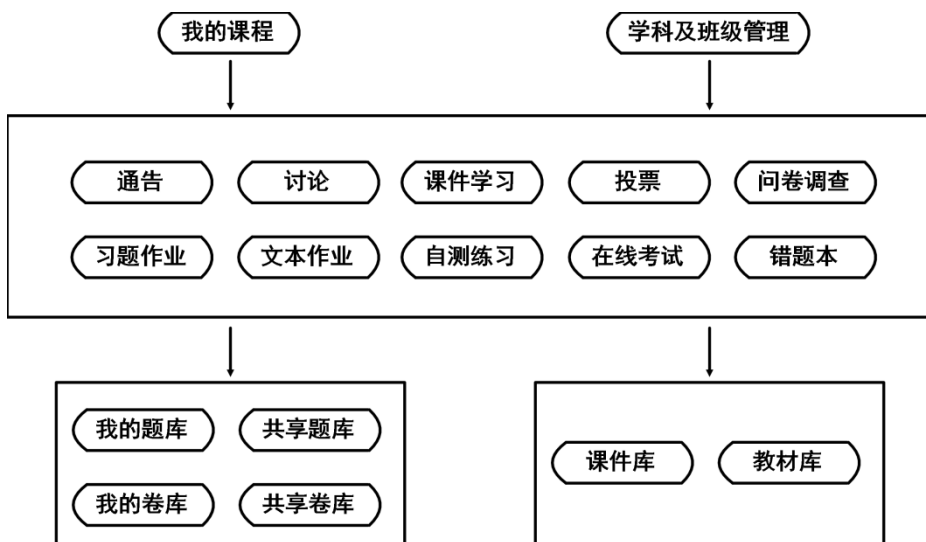 我的课程 学科及班级管理
通告 讨论 课件学习 投票 问卷调查
习题作业 文本作业 自测练习 在线考试 错题本
我的题库 共享题库
课件库 教材库
我的卷库 共享卷库